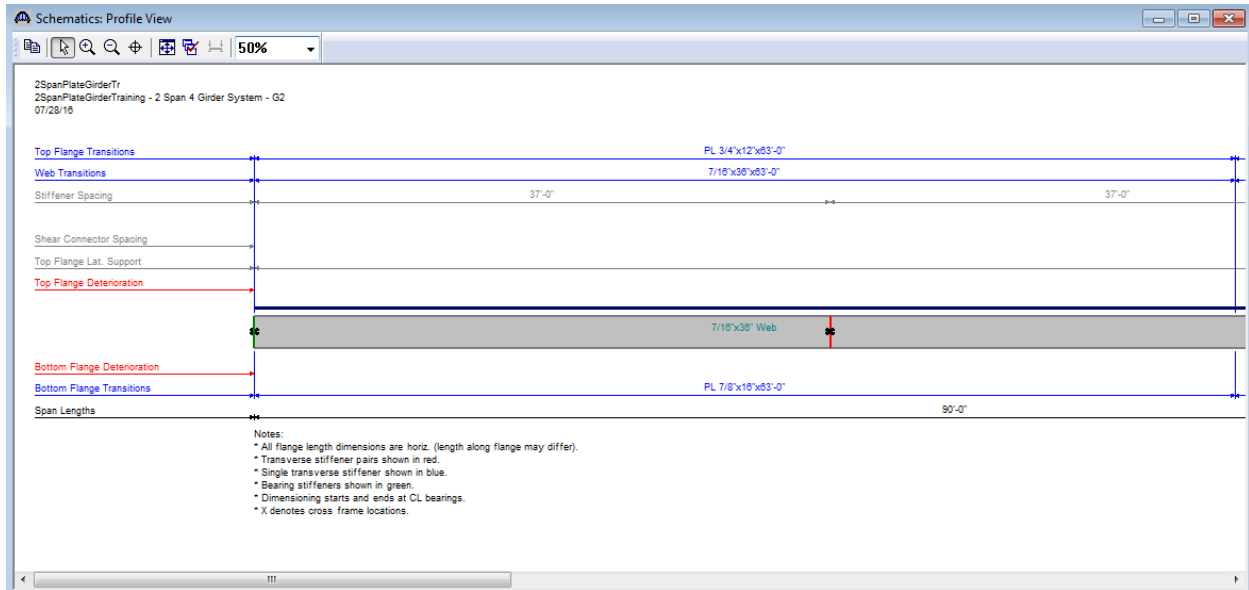 Schematics: Profile View
50%
2SpanPlateGirderTr
2SpanPlateGirderTraining - 2 Span 4 Girder System - G2
07/28/16
Top Flange Transitions PL 3/4"x12"x63'-0"
Web Transitions 7/16"x36"x63'-0"
Stiffener Spacing 37'-0" 37'-0"
Shear Connector Spacing
Top Flange Lat. Support
Top Flange Deterioration
7/16"x36" Web
Bottom Flange Deterioration
Bottom Flange Transitions PL 7/8"x16"x63'-0"
Span Lengths 90'-0"
Notes:
* All flange length dimensions are horiz. (length along flange may differ).
* Transverse stiffener pairs shown in red.
* Single transverse stiffener shown in blue.
* Bearing stiffeners shown in green.
* Dimensioning starts and ends at CL bearings.
* X denotes cross frame locations.